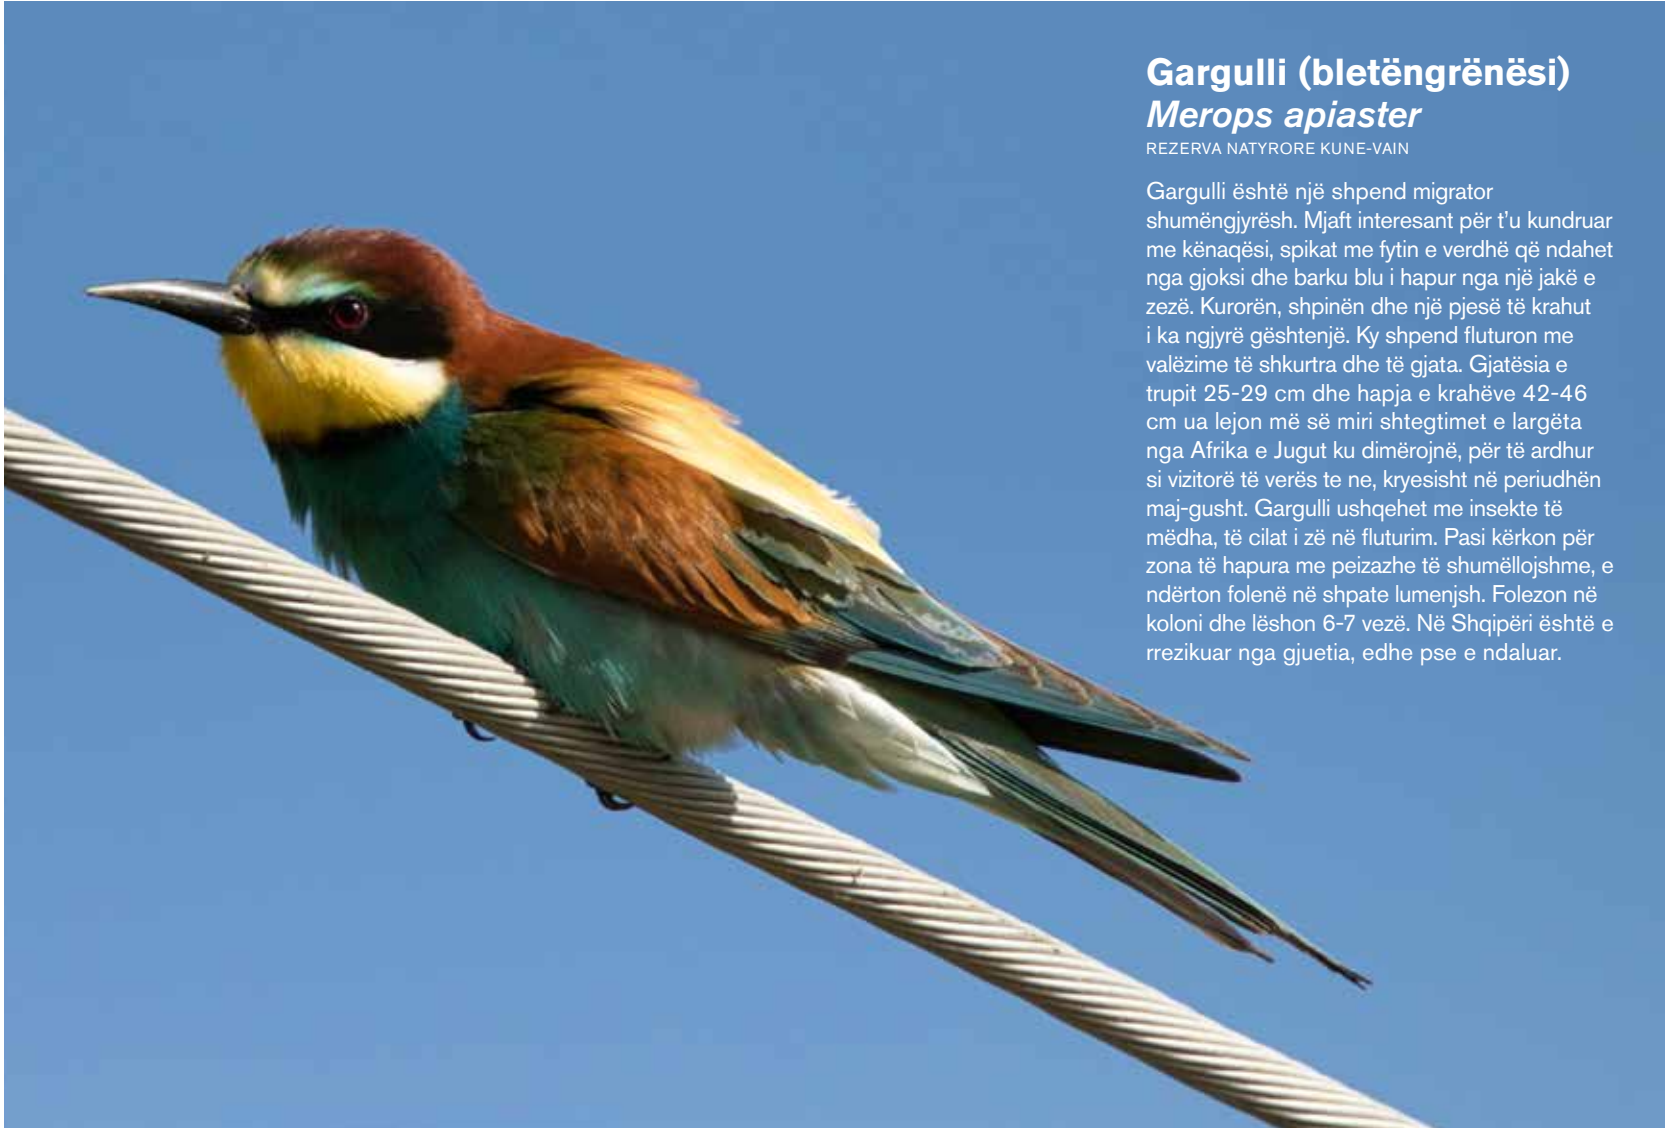 Gargulli (bletëngrënësi)
Merops apiaster
REZERVA NATYRORE KUNE-VAIN
Gargulli është një shpend migrator
shumëngjyrësh. Mjaft interesant për t’u kundruar
me kënaqësi, spikat me fytin e verdhë që ndahet
nga gjoksi dhe barku blu i hapur nga një jakë e
zezë. Kurorën, shpinën dhe një pjesë të krahut
i ka ngjyrë gështenjë. Ky shpend fluturon me
valëzime të shkurtra dhe të gjata. Gjatësia e
trupit 25-29 cm dhe hapja e krahëve 42-46
cm ua lejon më së miri shtegtimet e largëta
nga Afrika e Jugut ku dimërojnë, për të ardhur
si vizitorë të verës te ne, kryesisht në periudhën
maj-gusht. Gargulli ushqehet me insekte të
mëdha, të cilat i zë në fluturim. Pasi kërkon për
zona të hapura me peizazhe të shumëllojshme, e
ndërton folenë në shpate lumenjsh. Folezon në
koloni dhe lëshon 6-7 vezë. Në Shqipëri është e
rrezikuar nga gjuetia, edhe pse e ndaluar.